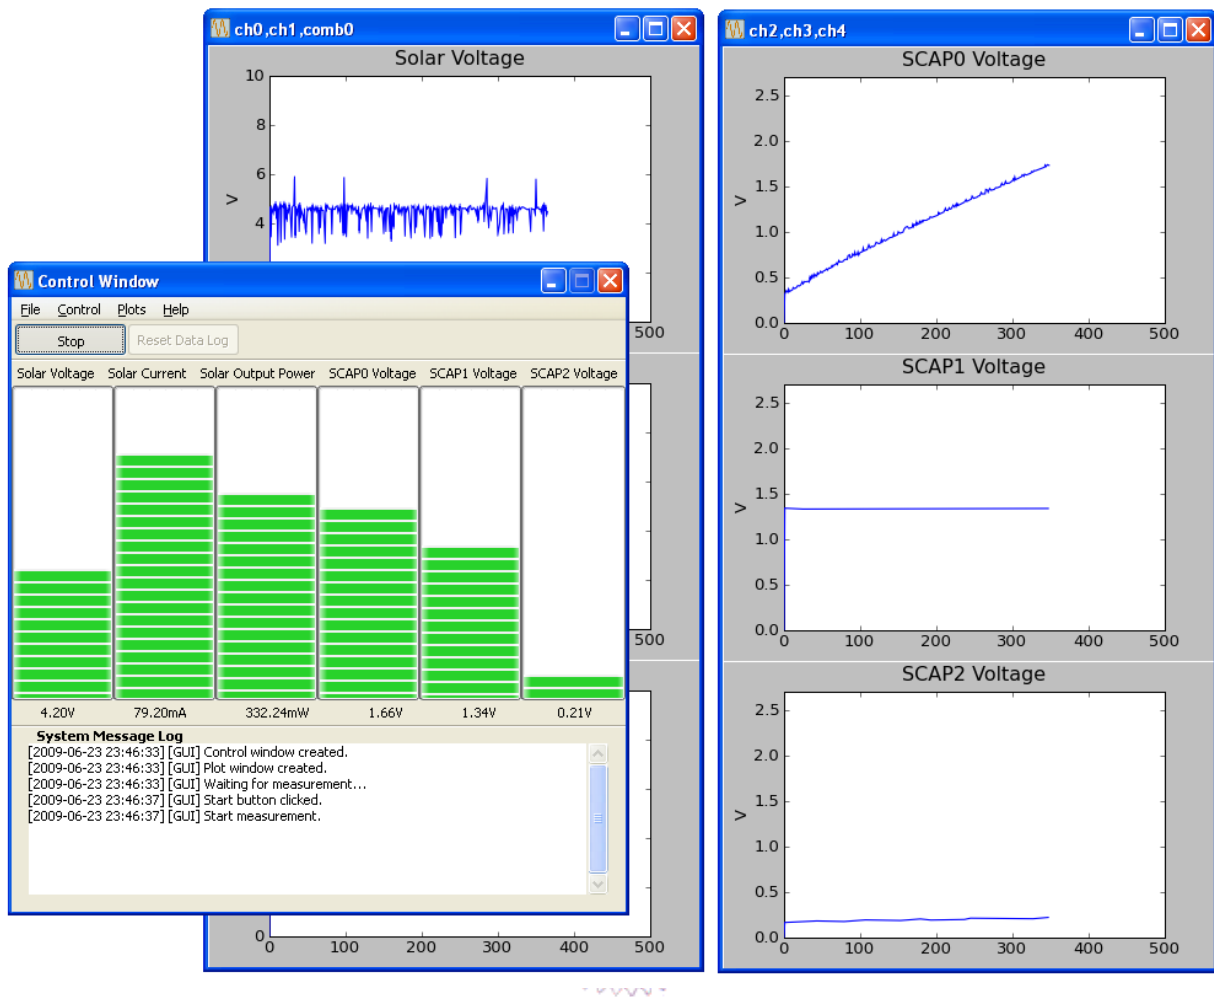 ch0,ch1,comb0
Solar Voltage
10
8
6
4
V
500
500
0
0 100 200 300 400 500
ch2,ch3,ch4
SCAP0 Voltage
2.5
2.0
1.5
1.0
0.5
0.0
V
0 100 200 300 400 500
SCAP1 Voltage
2.5
2.0
1.5
1.0
0.5
0.0
V
0 100 200 300 400 500
SCAP2 Voltage
2.5
2.0
1.5
1.0
0.5
0.0
V
0 100 200 300 400 500
Control Window
File Control Plots Help
Stop Reset Data Log
Solar Voltage Solar Current Solar Output Power SCAP0 Voltage SCAP1 Voltage SCAP2 Voltage
4.20V 79.20mA 332.24mW 1.66V 1.34V 0.21V
System Message Log
[2009-06-23 23:46:33] [GUI] Control window created.
[2009-06-23 23:46:33] [GUI] Plot window created.
[2009-06-23 23:46:33] [GUI] Waiting for measurement...
[2009-06-23 23:46:37] [GUI] Start button clicked.
[2009-06-23 23:46:37] [GUI] Start measurement.